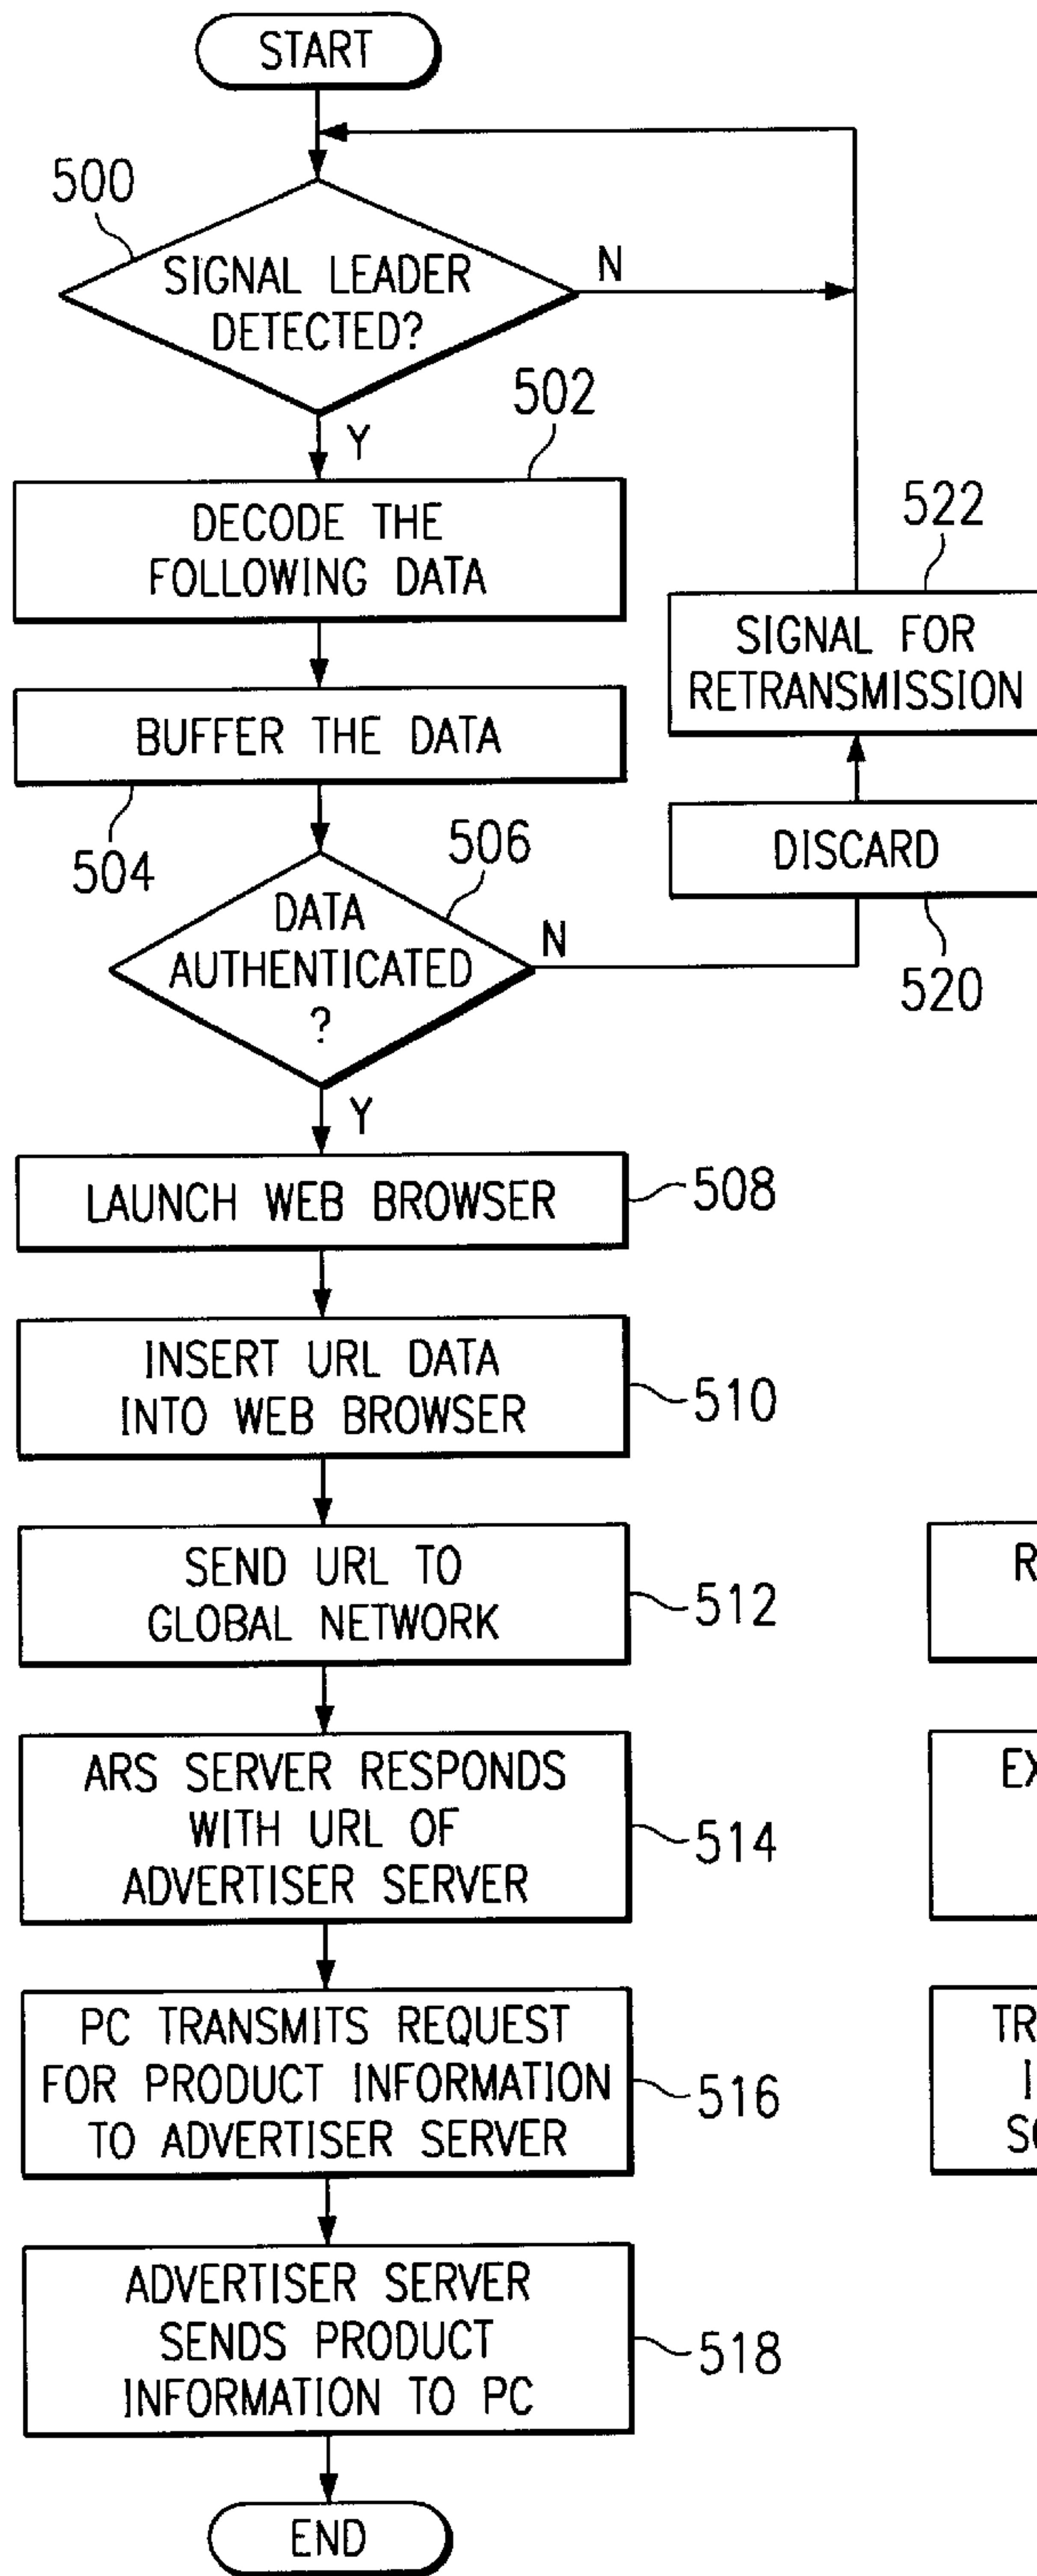 START
500
SIGNAL LEADER
DETECTED?
N
Y
502
DECODE THE
FOLLOWING DATA
522
SIGNAL FOR
RETRANSMISSION
BUFFER THE DATA
504
DISCARD
520
506
DATA
AUTHENTICATED
?
N
Y
LAUNCH WEB BROWSER
508
INSERT URL DATA
INTO WEB BROWSER
510
SEND URL TO
GLOBAL NETWORK
512
ARS SERVER RESPONDS
WITH URL OF
ADVERTISER SERVER
514
PC TRANSMITS REQUEST
FOR PRODUCT INFORMATION
TO ADVERTISER SERVER
516
ADVERTISER SERVER
SENDS PRODUCT
INFORMATION TO PC
518
END